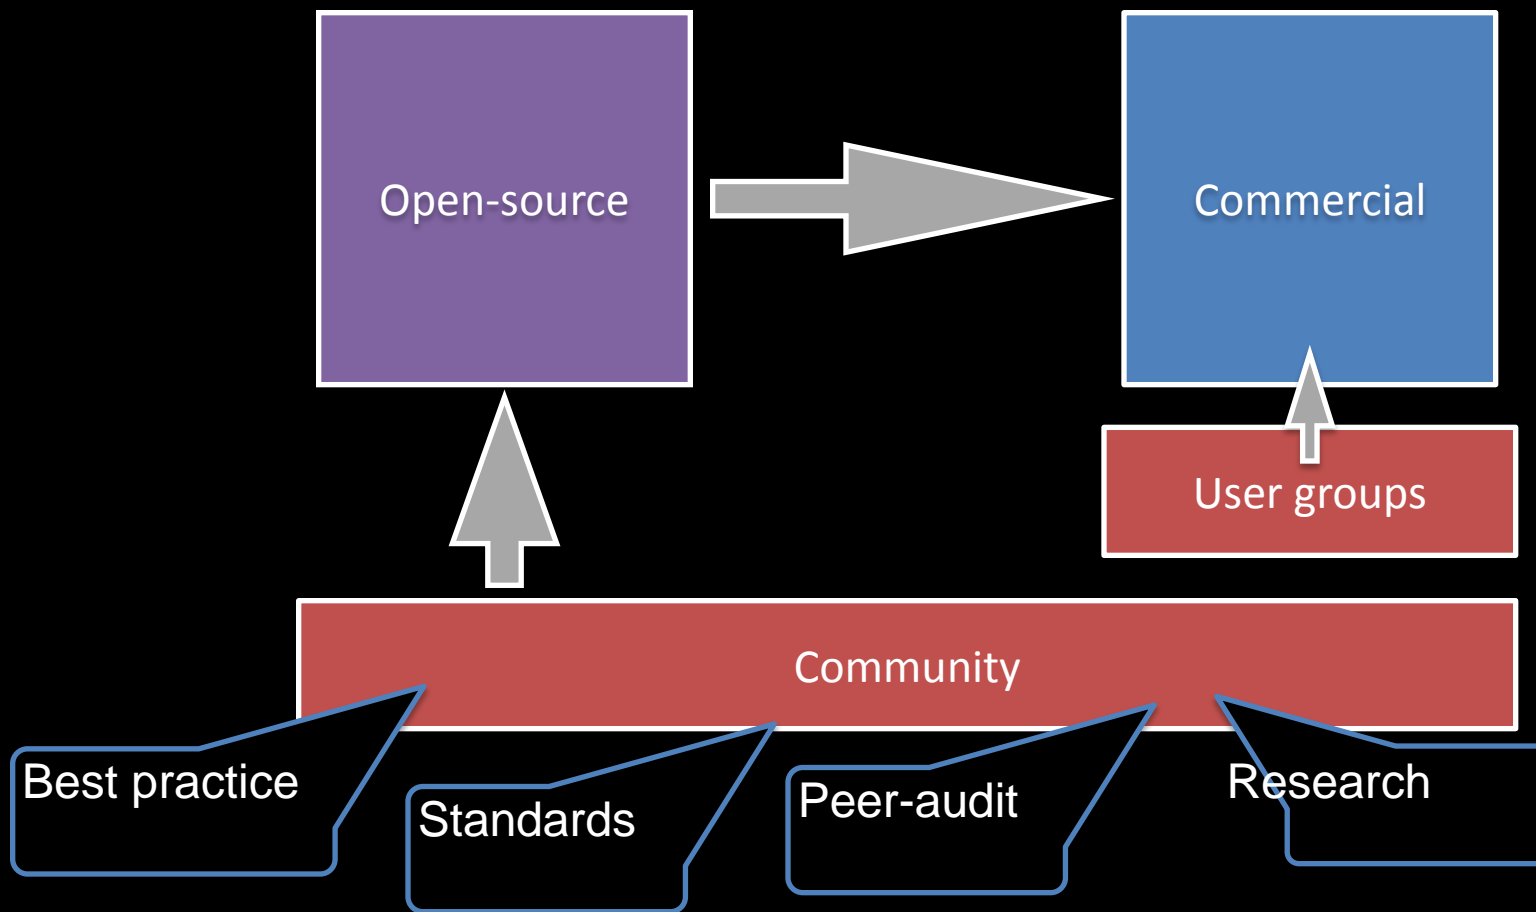 Open-source
Commercial
User groups
Community
Best practice
Standards
Peer-audit
Research